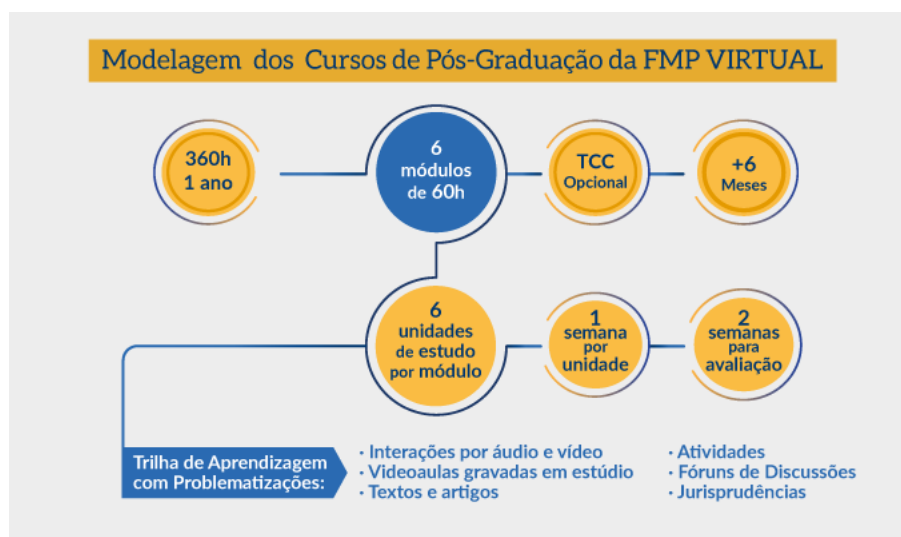 Modelagem dos Cursos de Pós-Graduação da FMP VIRTUAL
360h
1 ano
6
módulos
de 60h
TCC
Opcional
+6
Meses
6
unidades
de estudo
por módulo
1
semana
por
unidade
2
semanas
para
avaliação
Trilha de Aprendizagem
com Problematizações:
· Interações por áudio e vídeo
· Videoaulas gravadas em estúdio
· Textos e artigos
· Atividades
· Fóruns de Discussões
· Jurisprudências